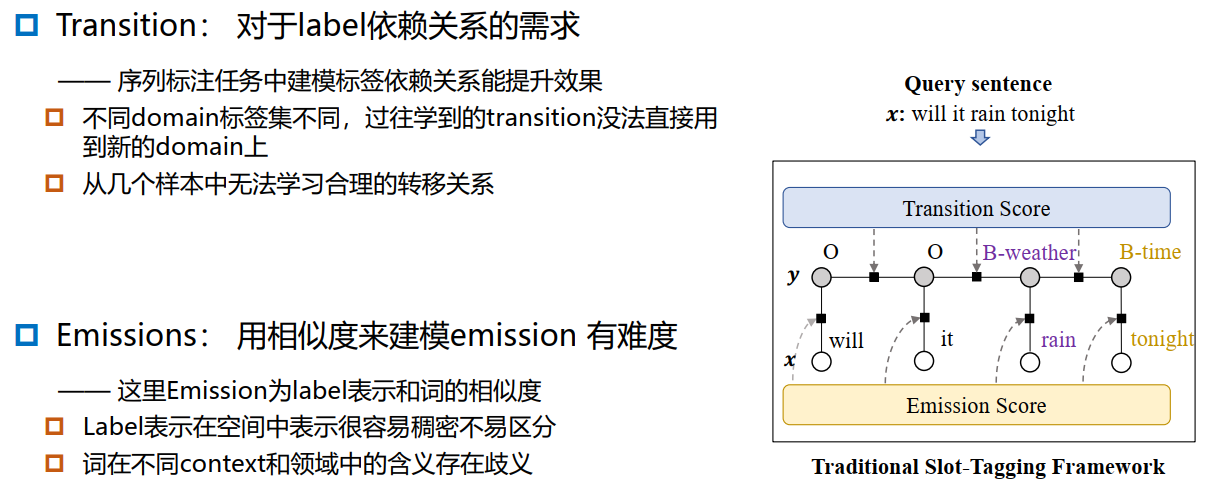 Transition： 对于label依赖关系的需求
—— 序列标注任务中建模标签依赖关系能提升效果
不同domain标签集不同，过往学到的transition没法直接用
到新的domain上
从几个样本中无法学习合理的转移关系
Emissions： 用相似度来建模emission 有难度
—— 这里Emission为label表示和词的相似度
Label表示在空间中表示很容易稠密不易区分
词在不同context和领域中的含义存在歧义
Query sentence
x: will it rain tonight
Transition Score
O O B-weather B-time
y
will it rain tonight
x
Emission Score
Traditional Slot-Tagging Framework